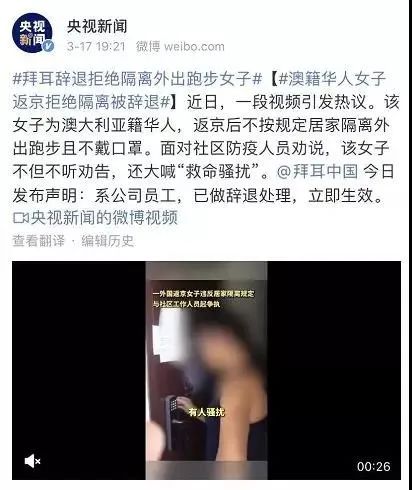 央视新闻
3-17 19:21 微博 weibo.com
#拜耳辞退拒绝隔离外出跑步女子#【#澳籍华人女子
返京拒绝隔离被辞退#】近日，一段视频引发热议。该
女子为澳大利亚籍华人，返京后不按规定居家隔离外
出跑步且不戴口罩。面对社区防疫人员劝说，该女子
不但不听劝告，还大喊“救命骚扰”。@拜耳中国 今日
发布声明：系公司员工，已做辞退处理，立即生效。
央视新闻的微博视频
查看翻译 · 编辑历史
一外国返京女子违反居家隔离规定
与社区工作人员起争执
有人骚扰
00:26